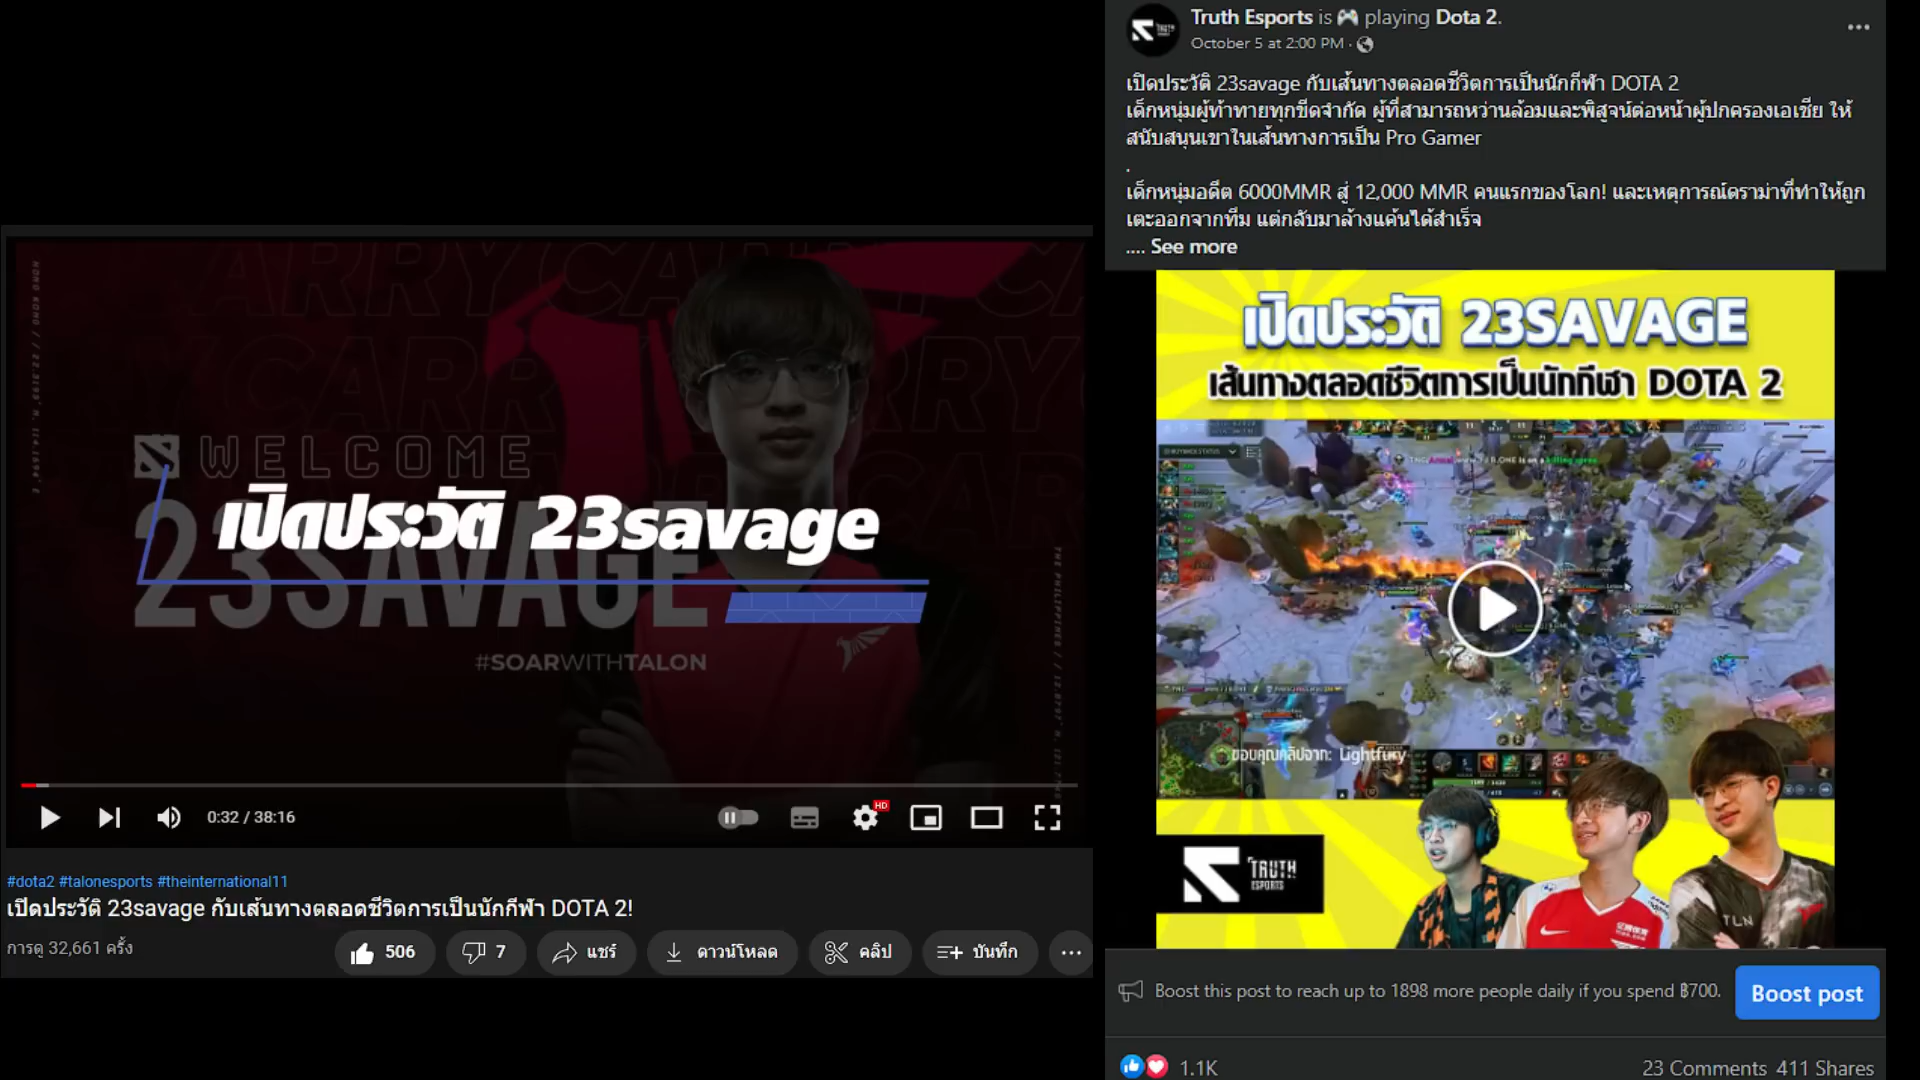 WELCOME
23SAVAGE
เปิดประวัติ 23savage
#SOARWITHTALON
0:32 / 38:16
HD
#dota2 #talonesports #theinternational11
เปิดประวัติ 23savage กับเส้นทางตลอดชีวิตการเป็นนักกีฬา DOTA 2!
การดู 32,661 ครั้ง
506
7
แชร์
ดาวน์โหลด
คลิป
บันทึก
Truth Esports is playing Dota 2.
October 5 at 2:00 PM
เปิดประวัติ 23savage กับเส้นทางตลอดชีวิตการเป็นนักกีฬา DOTA 2
เด็กหนุ่มผู้ท้าทายทุกขีดจำกัด ผู้ที่สามารถหว่านล้อมและพิสูจน์ต่อหน้าผู้ปกครองเอเชีย ให้
สนับสนุนเขาในเส้นทางการเป็น Pro Gamer
.
เด็กหนุ่มอดีต 6000MMR สู่ 12,000 MMR คนแรกของโลก! และเหตุการณ์ดราม่าที่ทำให้ถูก
เตะออกจากทีม แต่กลับมาล้างแค้นได้สำเร็จ
.... See more
เปิดประวัติ 23SAVAGE
เส้นทางตลอดชีวิตการเป็นนักกีฬา DOTA 2
ขอบคุณคลิปจาก: Lightfury
TRUTH
ESPORTS
TLN
Boost this post to reach up to 1898 more people daily if you spend ฿700.
Boost post
1.1K
23 Comments 411 Shares